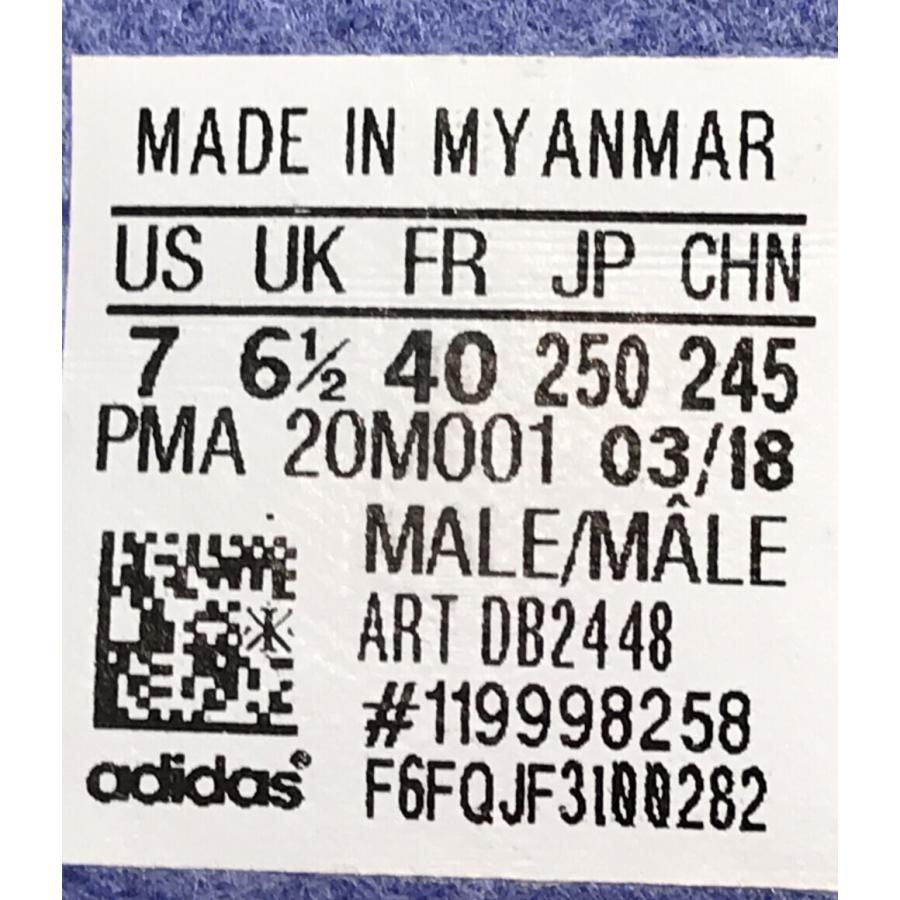 MADE IN MYANMAR
US UK FR JP CHN
7 6½ 40 250 245
PMA 20M001 03/18
MALE/MÂLE
ART DB2448
#119998258
adidas®
F6FQJF3100282